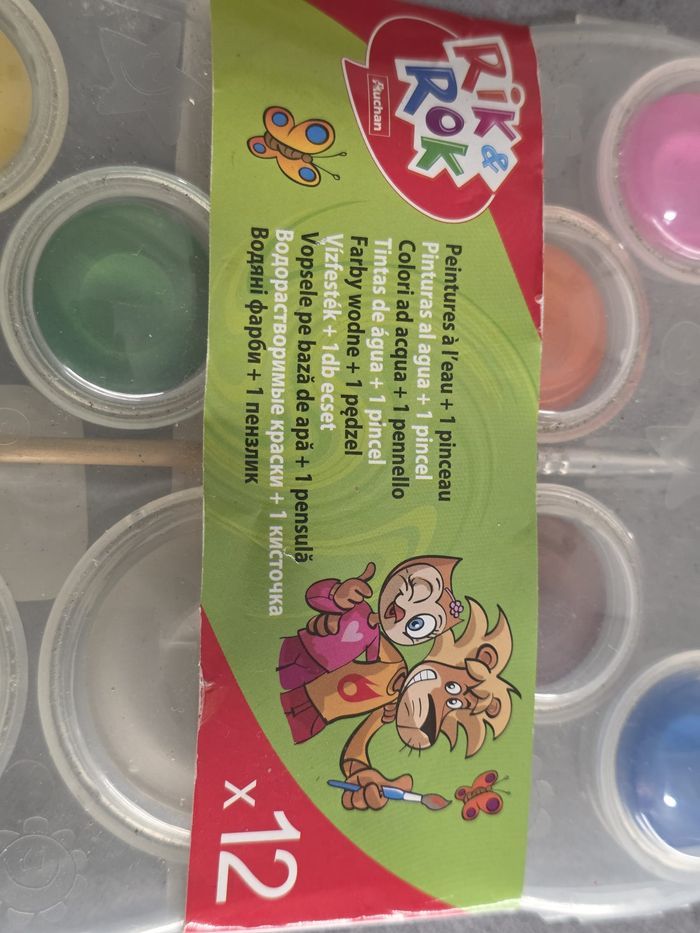 Rik &
Rok
Auchan
Peintures à l'eau + 1 pinceau
Pinturas al agua + 1 pincel
Colori ad acqua + 1 pennello
Tintas de água + 1 pincel
Farby wodne + 1 pędzel
Vízfesték + 1db ecset
Vopsele pe bază de apă + 1 pensulă
Водорастворимые краски + 1 кисточка
Водяні фарби + 1 пензлик
x 12